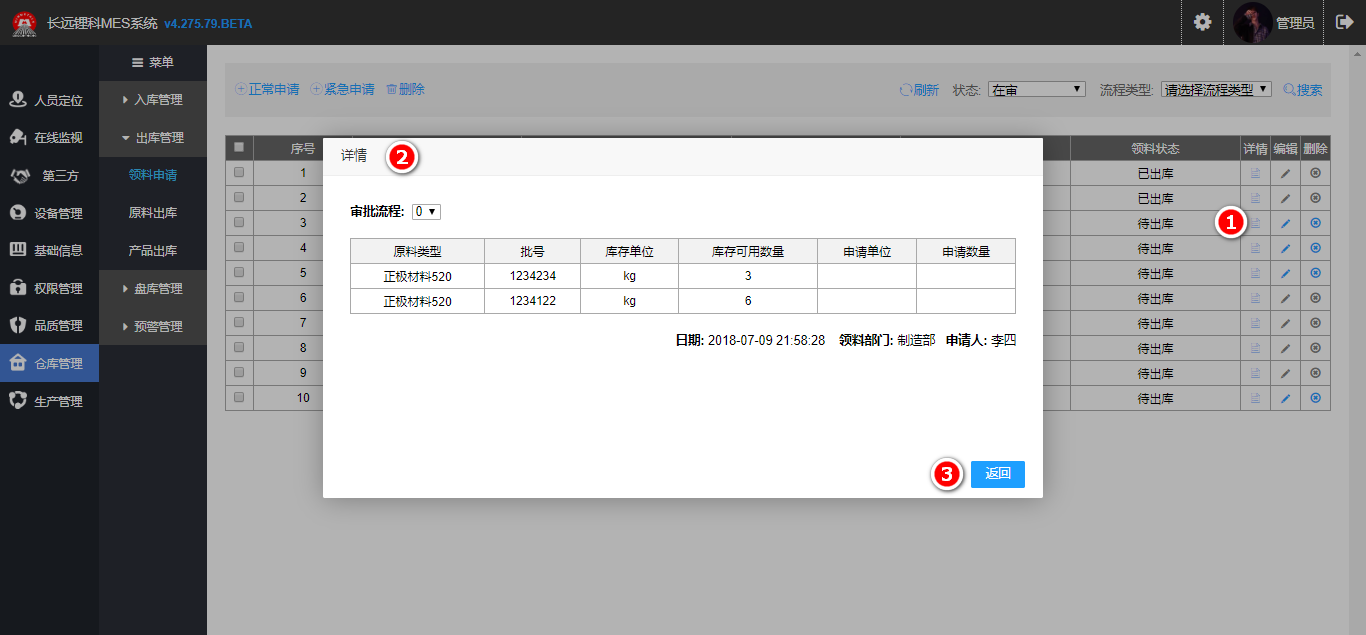 长远锂科MES系统 v4.275.79.BETA
管理员
菜单
人员定位
在线监视
第三方
设备管理
基础信息
权限管理
品质管理
仓库管理
生产管理
入库管理
出库管理
领料申请
原料出库
产品出库
盘库管理
预警管理
正常申请 紧急申请 删除
刷新 状态: 在审 流程类型: 请选择流程类型 搜索
序号 领料状态 详情 编辑 删除
1 已出库
2 已出库
3 待出库 1
4 待出库
5 待出库
6 待出库
7 待出库
8 待出库
9 待出库
10 待出库
详情 2
审批流程: 0
原料类型 批号 库存单位 库存可用数量 申请单位 申请数量
正极材料520 1234234 kg 3
正极材料520 1234122 kg 6
日期: 2018-07-09 21:58:28 领料部门: 制造部 申请人: 李四
3 返回